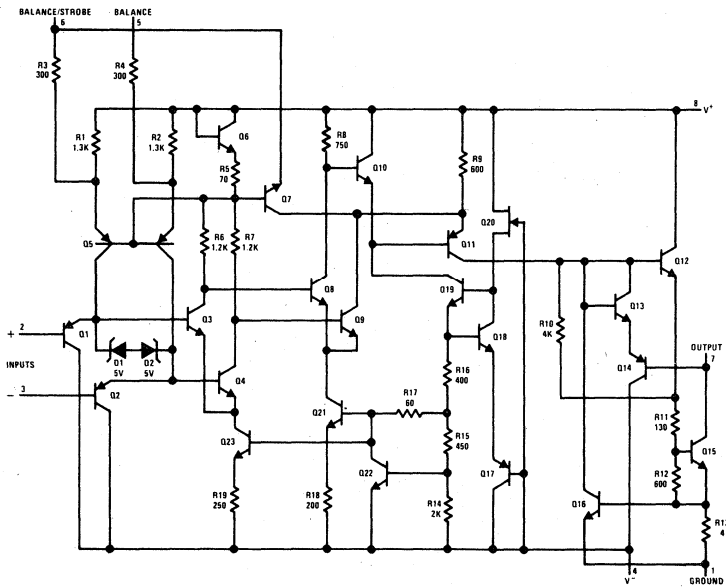 BALANCE/STROBE BALANCE
6 5
R3
300
R4
300
8 V+
R1
1.3K
R2
1.3K
Q6
R8
750
Q10
R9
600
R5
70
Q7
Q20
Q5
R6
1.2K
R7
1.2K
Q11
Q12
Q8
Q19
Q3
Q9
Q13
Q18
R10
4K
+ 2
Q1
OUTPUT
7
Q1
5V
Q2
5V
R16
400
Q14
INPUTS
- 3
Q2
Q4
R17
60
R11
130
Q21
Q23
R15
450
Q15
Q22
Q17
R12
600
R19
250
R18
200
R14
2K
Q16
4
4
V-
1
GROUND